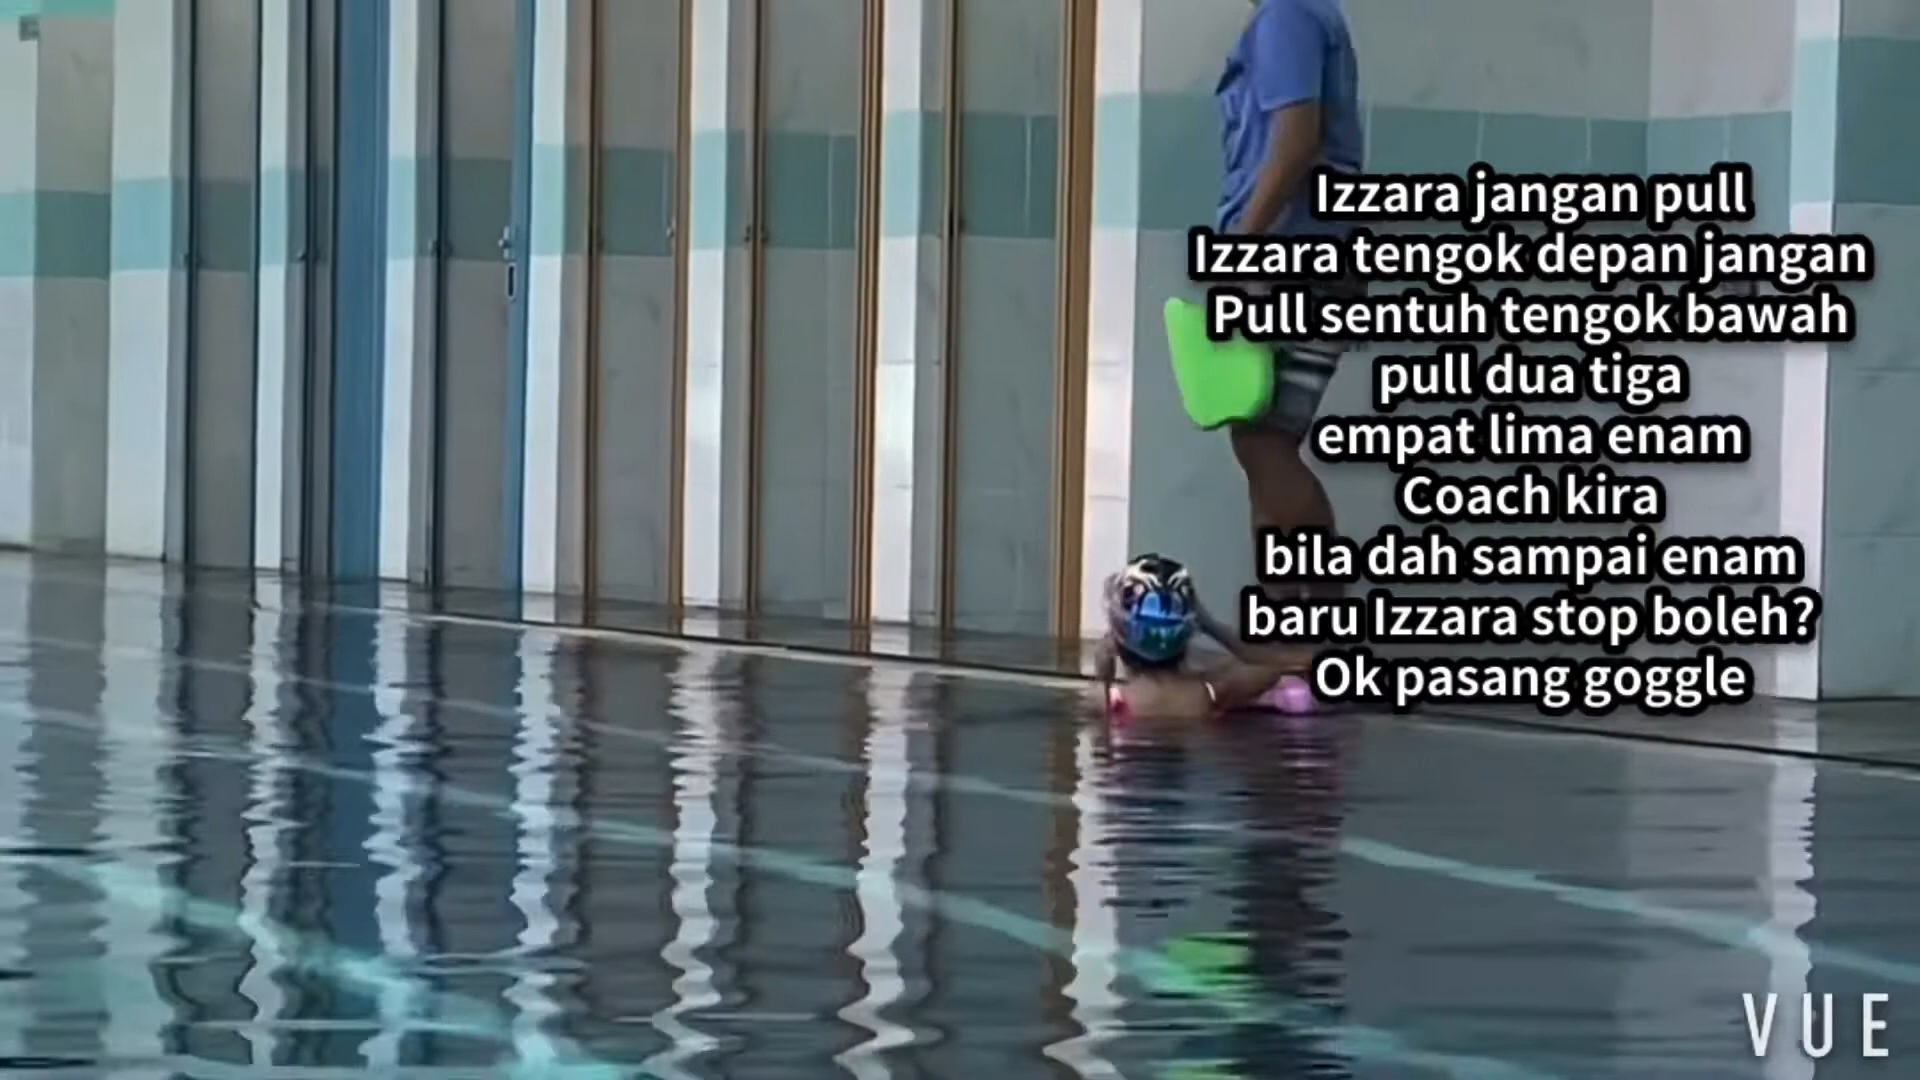 Izzara jangan pull
Izzara tengok depan jangan
Pull sentuh tengok bawah
pull dua tiga
empat lima enam
Coach kira
bila dah sampai enam
baru Izzara stop boleh?
Ok pasang goggle
VUE